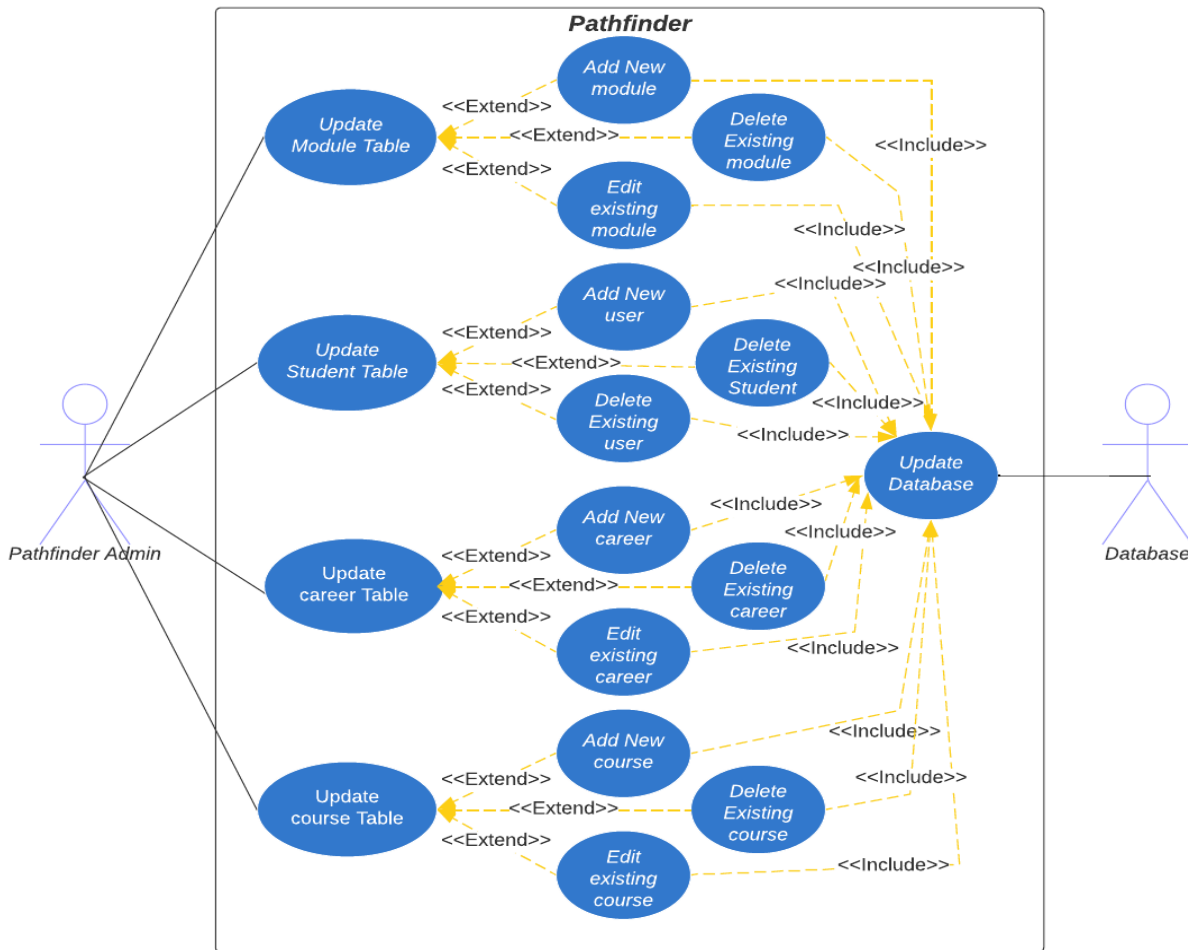 Pathfinder
Add New
module
<<Extend>>
Update
Module Table
<<Extend>>
Delete
Existing
module
<<Include>>
<<Extend>>
Edit
existing
module
<<Include>>
<<Include>>
Add New
user
<<Include>>
<<Extend>>
Update
Student Table
<<Extend>>
Delete
Existing
Student
<<Extend>>
<<Include>>
Delete
Existing
user
<<Include>>
Update
Database
Pathfinder Admin
Database
Add New
career
<<Include>>
<<Extend>>
<<Include>>
Update
career Table
<<Extend>>
Delete
Existing
career
<<Extend>>
Edit
existing
career
<<Include>>
Add New
course
<<Include>>
<<Extend>>
<<Include>>
Update
course Table
<<Extend>>
Delete
Existing
course
<<Extend>>
Edit
existing
course
<<Include>>